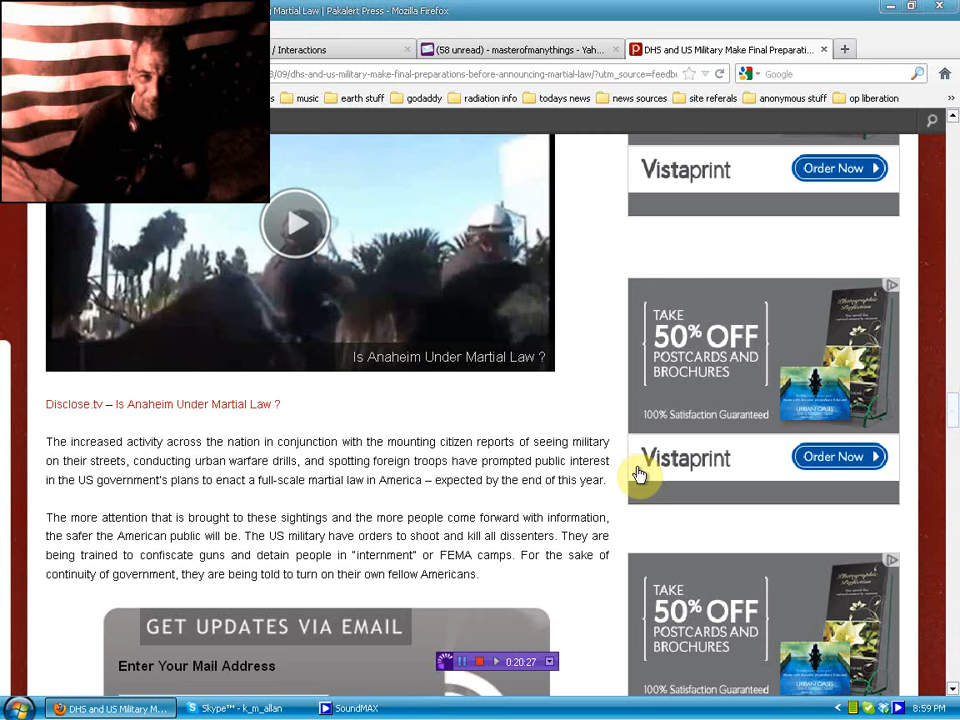 g Martial Law | Pakalert Press - Mozilla Firefox
/ Interactions
(58 unread) - masterofmanythings - Yah...
DHS and US Military Make Final Preparati...
8/09/dhs-and-us-military-make-final-preparations-before-announcing-martial-law/?utm_source=feedb
Google
s
music
earth stuff
godaddy
radiation info
todays news
news sources
site referals
anonymous stuff
op liberation
»
Vistaprint
Order Now
TAKE
50% OFF
POSTCARDS AND
BROCHURES
URBAN OASIS
100% Satisfaction Guaranteed
Vistaprint
Order Now
Is Anaheim Under Martial Law ?
Disclose.tv – Is Anaheim Under Martial Law ?
The increased activity across the nation in conjunction with the mounting citizen reports of seeing military
on their streets, conducting urban warfare drills, and spotting foreign troops have prompted public interest
in the US government's plans to enact a full-scale martial law in America – expected by the end of this year.
The more attention that is brought to these sightings and the more people come forward with information,
the safer the American public will be. The US military have orders to shoot and kill all dissenters. They are
being trained to confiscate guns and detain people in "internment" or FEMA camps. For the sake of
continuity of government, they are being told to turn on their own fellow Americans.
TAKE
50% OFF
POSTCARDS AND
BROCHURES
URBAN OASIS
100% Satisfaction Guaranteed
GET UPDATES VIA EMAIL
Enter Your Mail Address
0:20:27
DHS and US Military M...
Skype™ - k_m_allan
SoundMAX
8:59 PM